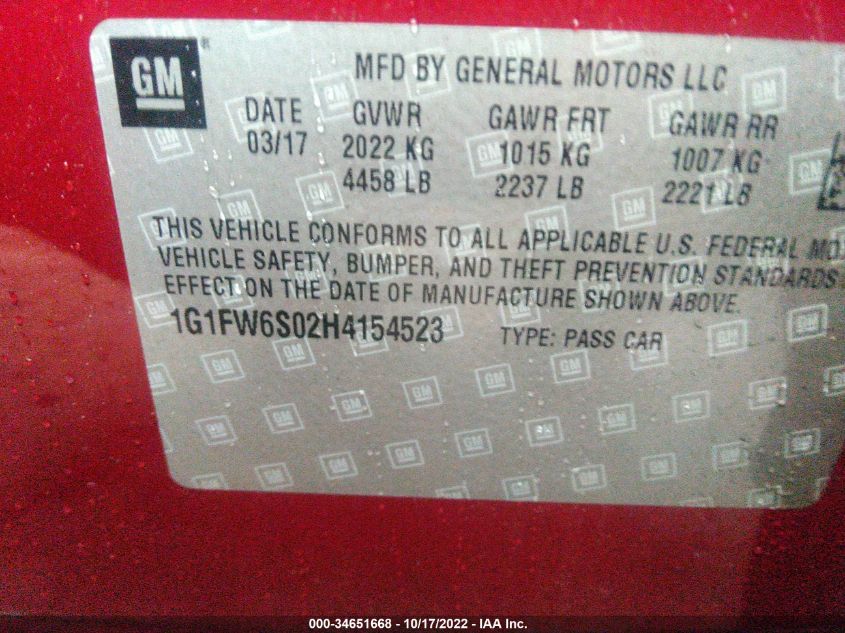 GM
MFD BY GENERAL MOTORS LLC
DATE GVWR GAWR FRT GAWR RR
03/17 2022 KG 1015 KG 1007 KG
4458 LB 2237 LB 2221 LB
THIS VEHICLE CONFORMS TO ALL APPLICABLE U.S. FEDERAL MO
VEHICLE SAFETY, BUMPER, AND THEFT PREVENTION STANDARDS
EFFECT ON THE DATE OF MANUFACTURE SHOWN ABOVE.
1G1FW6S02H4154523 TYPE: PASS CAR
000-34651668 - 10/17/2022 - IAA Inc.